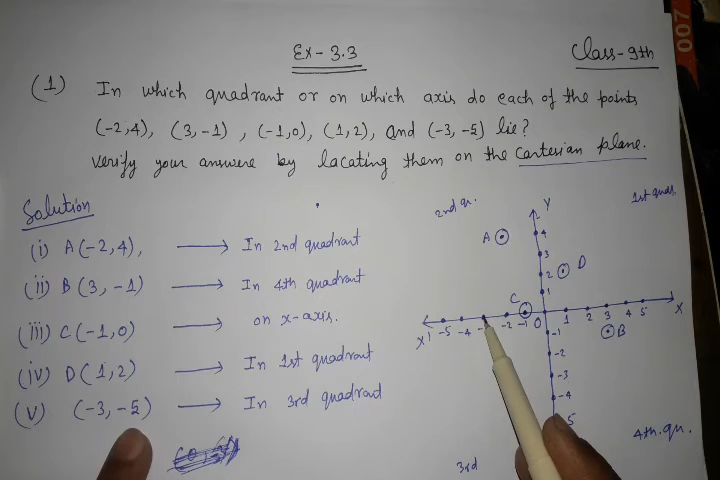 Ex-3.3
Class-9th
(1) In which quadrant or on which axis do each of the points
(-2,4), (3,-1), (-1,0), (1,2), and (-3,-5) lie?
verify your answere by lacating them on the Cartesian plane.
Solution
(i) A(-2,4), → In 2nd quadrant
(ii) B(3,-1) → In 4th quadrant
(iii) C(-1,0) → on x-axis.
(iv) D(1,2) → In 1st quadrant
(v) (-3,-5) → In 3rd quadrant
2nd qu.
Y
1st quad.
A
4
3
2
D
1
C
X'
-5 -4 -2 -1 0 1 2 3 4 5
X
-1
B
-2
-3
-4
5
4th. qu.
3rd
007